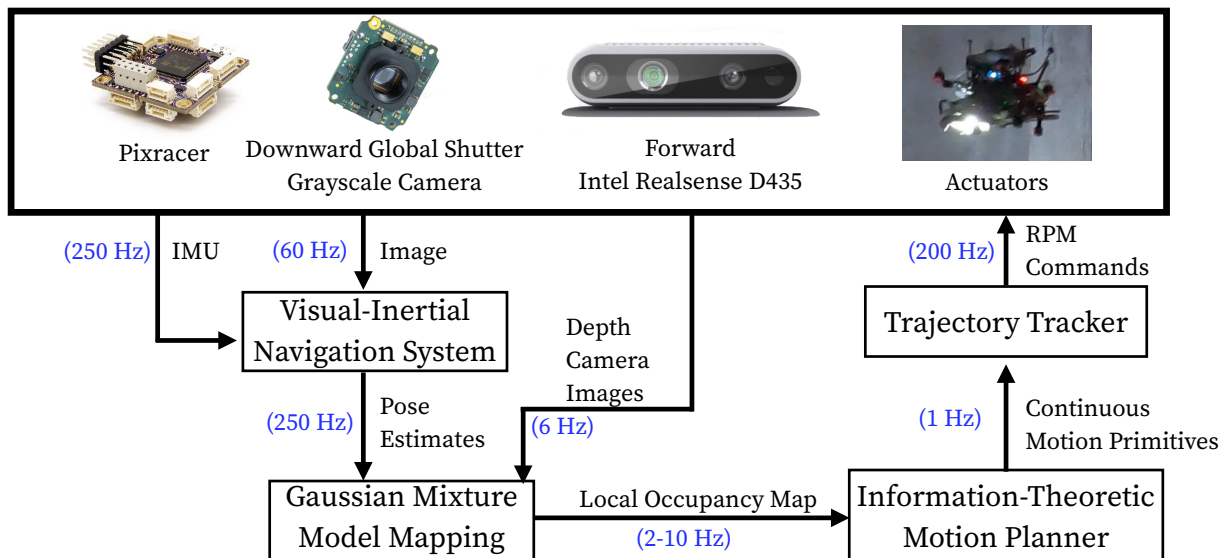 Pixracer
Downward Global Shutter
Grayscale Camera
Forward
Intel Realsense D435
Actuators
(250 Hz)
IMU
(60 Hz)
Image
(200 Hz)
RPM
Commands
Visual-Inertial
Navigation System
Depth
Camera
Images
(6 Hz)
Trajectory Tracker
(250 Hz)
Pose
Estimates
(1 Hz)
Continuous
Motion Primitives
Gaussian Mixture
Model Mapping
Local Occupancy Map
(2-10 Hz)
Information-Theoretic
Motion Planner